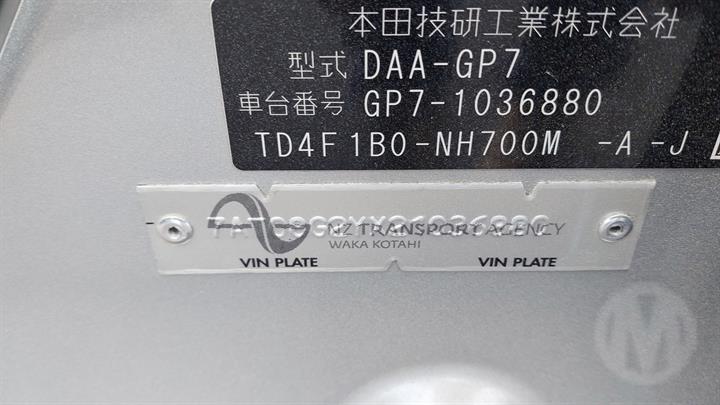 本田技研工業株式会社
型式 DAA-GP7
車台番号 GP7-1036880
TD4F1B0-NH700M -A -J
NZ TRANSPORT AGENCY
WAKA KOTAHI
VIN PLATE VIN PLATE
M